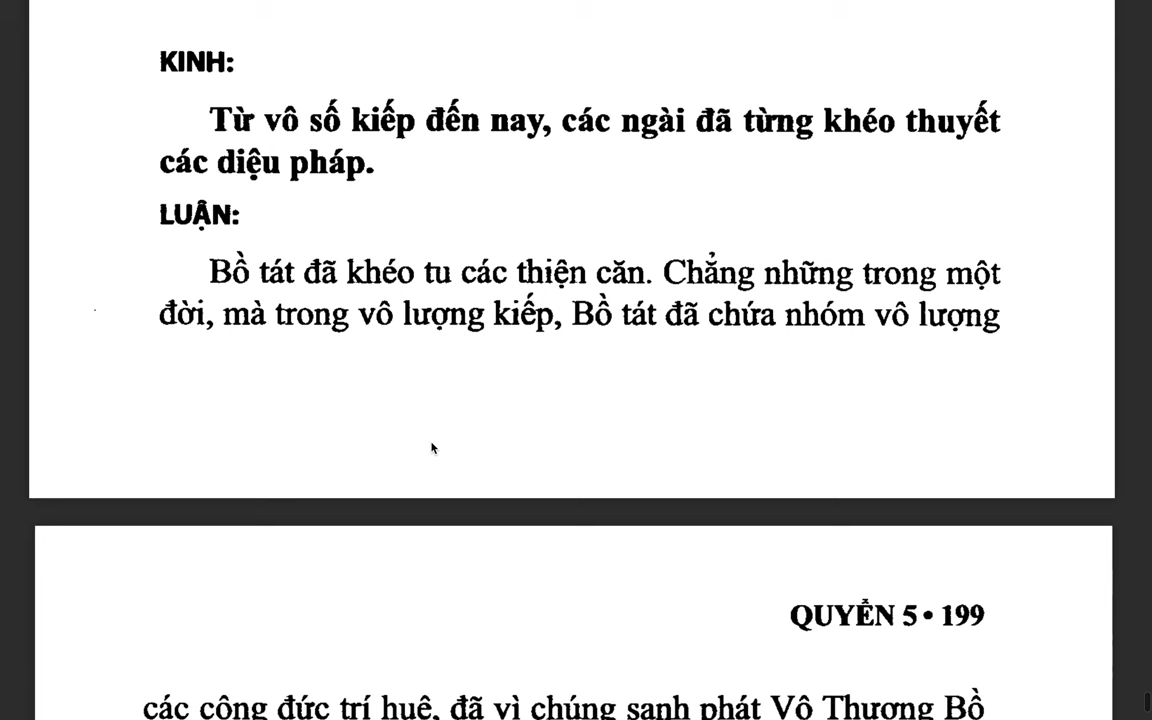 KINH:
Từ vô số kiếp đến nay, các ngài đã từng khéo thuyết
các diệu pháp.
LUẬN:
Bồ tát đã khéo tu các thiện căn. Chẳng những trong một
đời, mà trong vô lượng kiếp, Bồ tát đã chứa nhóm vô lượng
QUYỂN 5 • 199
các công đức trí huệ, đã vì chúng sanh phát Vô Thượng Bồ